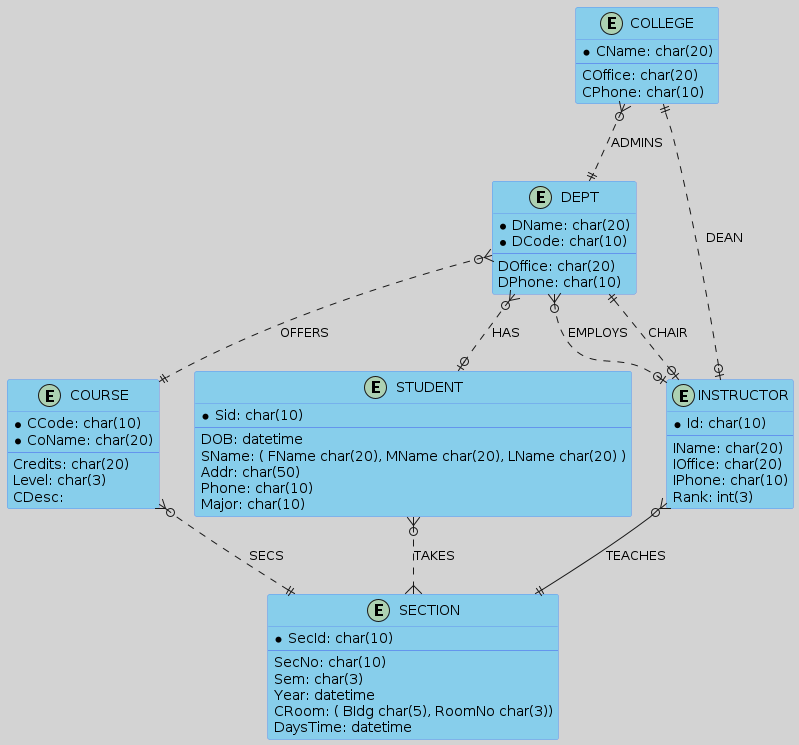 E COLLEGE
CName: char(20)
COffice: char(20)
CPhone: char(10)
ADMINS
E DEPT
DName: char(20)
DCode: char(10)
DOffice: char(20)
DPhone: char(10)
DEAN
OFFERS
HAS
EMPLOYS
CHAIR
E COURSE
CCode: char(10)
CoName: char(20)
Credits: char(20)
Level: char(3)
CDesc:
E STUDENT
Sid: char(10)
DOB: datetime
SName: ( FName char(20), MName char(20), LName char(20) )
Addr: char(50)
Phone: char(10)
Major: char(10)
E INSTRUCTOR
Id: char(10)
IName: char(20)
IOffice: char(20)
IPhone: char(10)
Rank: int(3)
SECS
TAKES
TEACHES
E SECTION
SecId: char(10)
SecNo: char(10)
Sem: char(3)
Year: datetime
CRoom: ( Bldg char(5), RoomNo char(3))
DaysTime: datetime